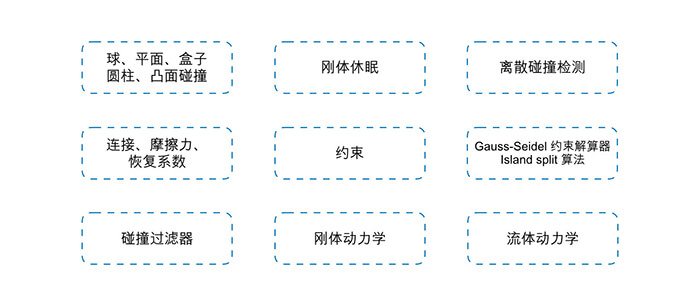 球、平面、盒子
圆柱、凸面碰撞
刚体休眠
离散碰撞检测
连接、摩擦力、
恢复系数
约束
Gauss-Seidel 约束解算器
Island split 算法
碰撞过滤器
刚体动力学
流体动力学